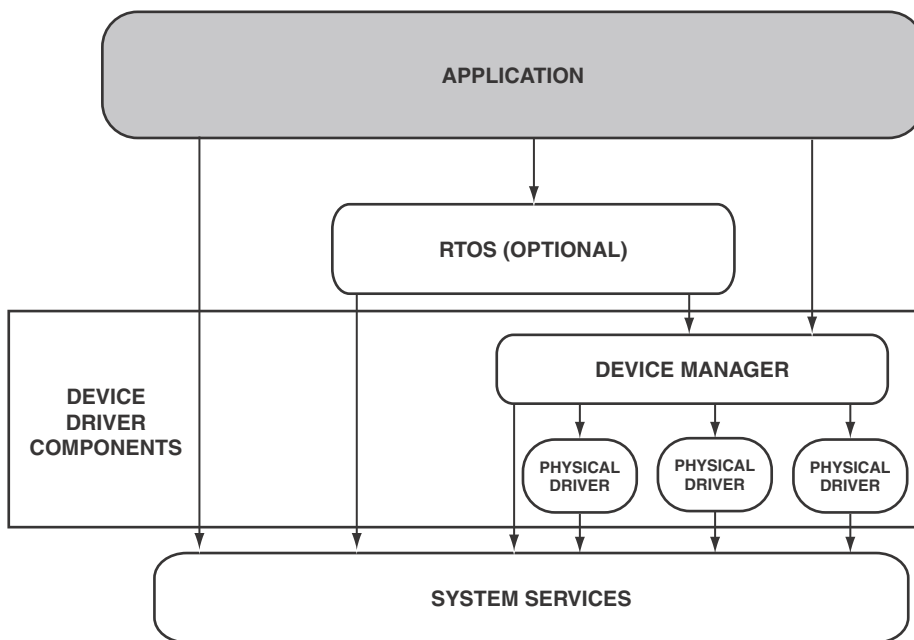 APPLICATION
RTOS (OPTIONAL)
DEVICE
DRIVER
COMPONENTS
DEVICE MANAGER
PHYSICAL
DRIVER
PHYSICAL
DRIVER
PHYSICAL
DRIVER
SYSTEM SERVICES